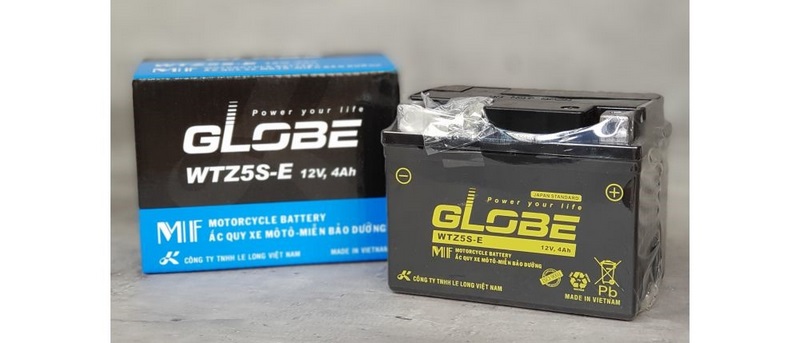 WTZ5S-E
Power your life
GLOBE
WTZ5S-E 12V, 4Ah
MF MOTORCYCLE BATTERY
ẮC QUY XE MÔTÔ-MIỄN BẢO DƯỠNG
CÔNG TY TNHH LE LONG VIỆT NAM
MADE IN VIETNAM
JAPAN STANDARD
Power your life
GLOBE
WTZ5S-E 12V, 4Ah
MF MOTORCYCLE BATTERY
ẮC QUY XE MÔTÔ-MIỄN BẢO DƯỠNG
CÔNG TY TNHH LE LONG VIỆT NAM
Pb
MADE IN VIETNAM